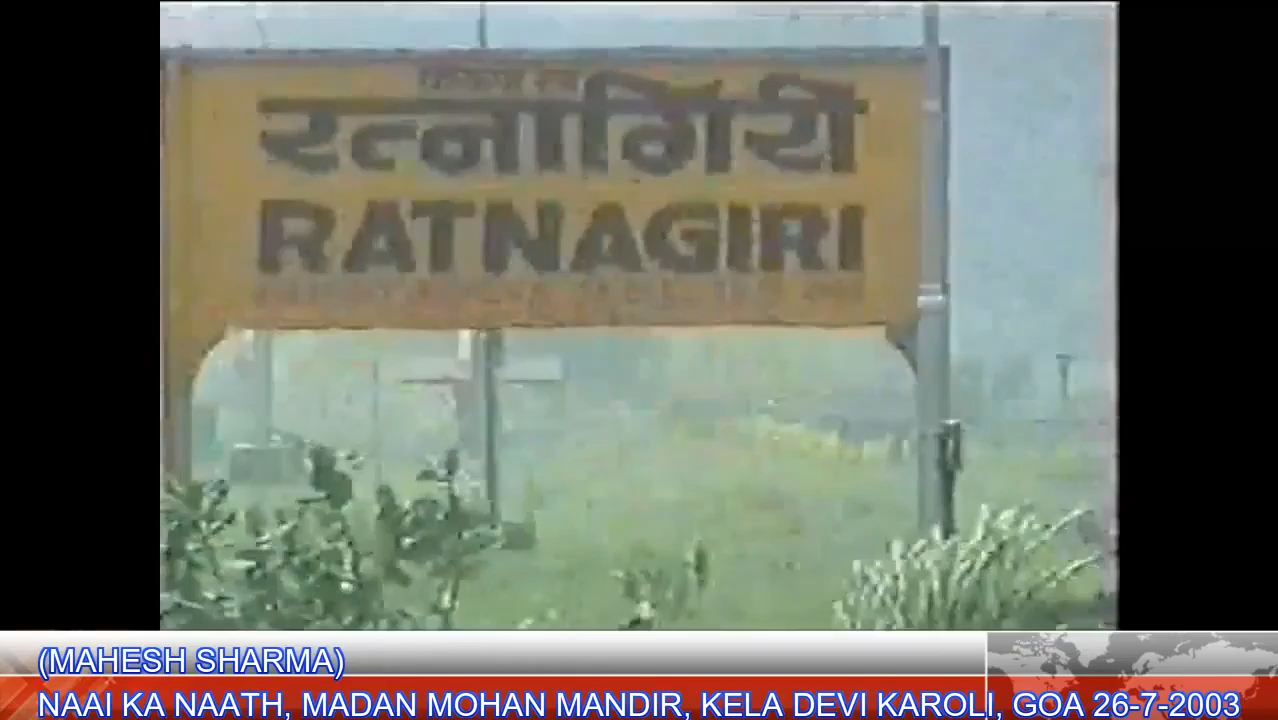 रत्नागिरी
RATNAGIRI
(MAHESH SHARMA)
NAAI KA NAATH, MADAN MOHAN MANDIR, KELA DEVI KAROLI, GOA 26-7-2003